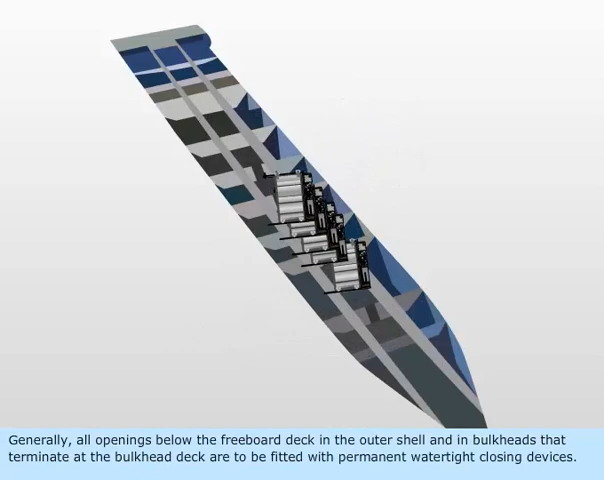 Generally, all openings below the freeboard deck in the outer shell and in bulkheads that
terminate at the bulkhead deck are to be fitted with permanent watertight closing devices.